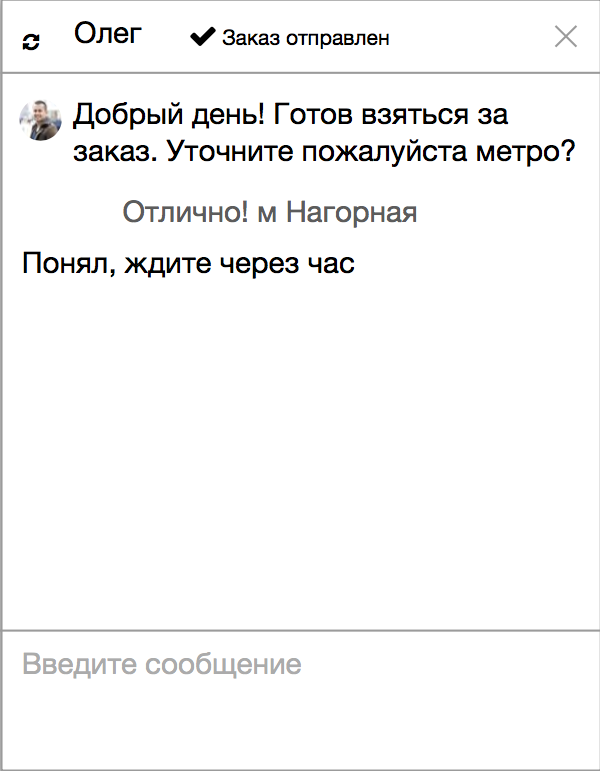 Олег
Заказ отправлен
Добрый день! Готов взяться за
заказ. Уточните пожалуйста метро?
Отлично! м Нагорная
Понял, ждите через час
Введите сообщение